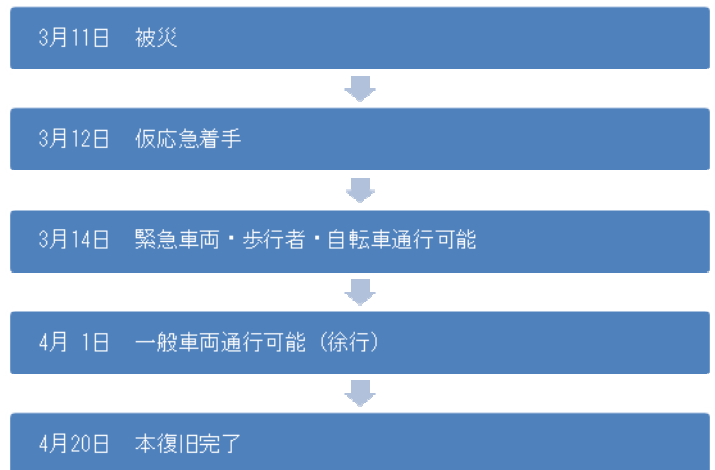 3月11日　被災
3月12日　仮応急着手
3月14日　緊急車両・歩行者・自転車通行可能
4月 1日　一般車両通行可能（徐行）
4月20日　本復旧完了